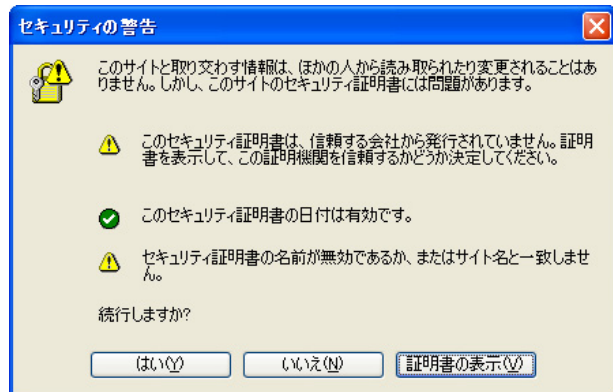 セキュリティの警告
このサイトと取り交わす情報は、ほかの人から読み取られたり変更されることはあ
りません。しかし、このサイトのセキュリティ証明書には問題があります。
このセキュリティ証明書は、信頼する会社から発行されていません。証明
書を表示して、この証明機関を信頼するかどうか決定してください。
このセキュリティ証明書の日付は有効です。
セキュリティ証明書の名前が無効であるか、またはサイト名と一致しませ
ん。
続行しますか?
はい(Y) いいえ(N) 証明書の表示(V)